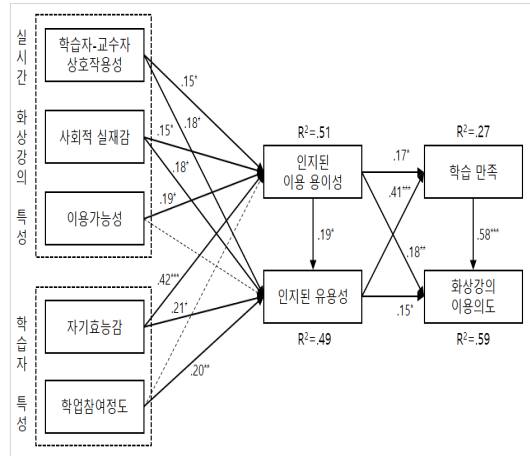 실시간 화상강의 특성
학습자-교수자
상호작용성
사회적 실재감
이용가능성
학습자 특성
자기효능감
학업참여정도
.15*
.18*
.15*
.18*
.19*
.42***
.21*
.20**
R²=.51
인지된
이용 용이성
.19*
인지된 유용성
R²=.49
.17*
.41***
.18**
.15*
R²=.27
학습 만족
.58***
화상강의
이용의도
R²=.59